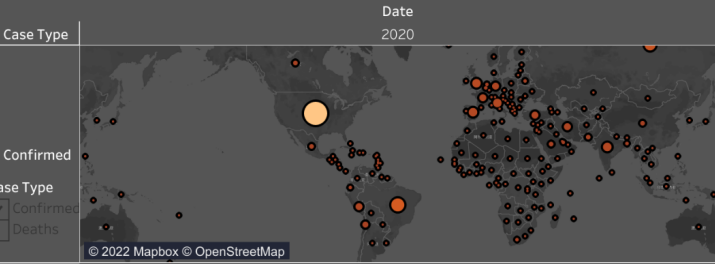 Date
Case Type
2020
Confirmed
ase Type
Confirmed
Deaths
© 2022 Mapbox © OpenStreetMap